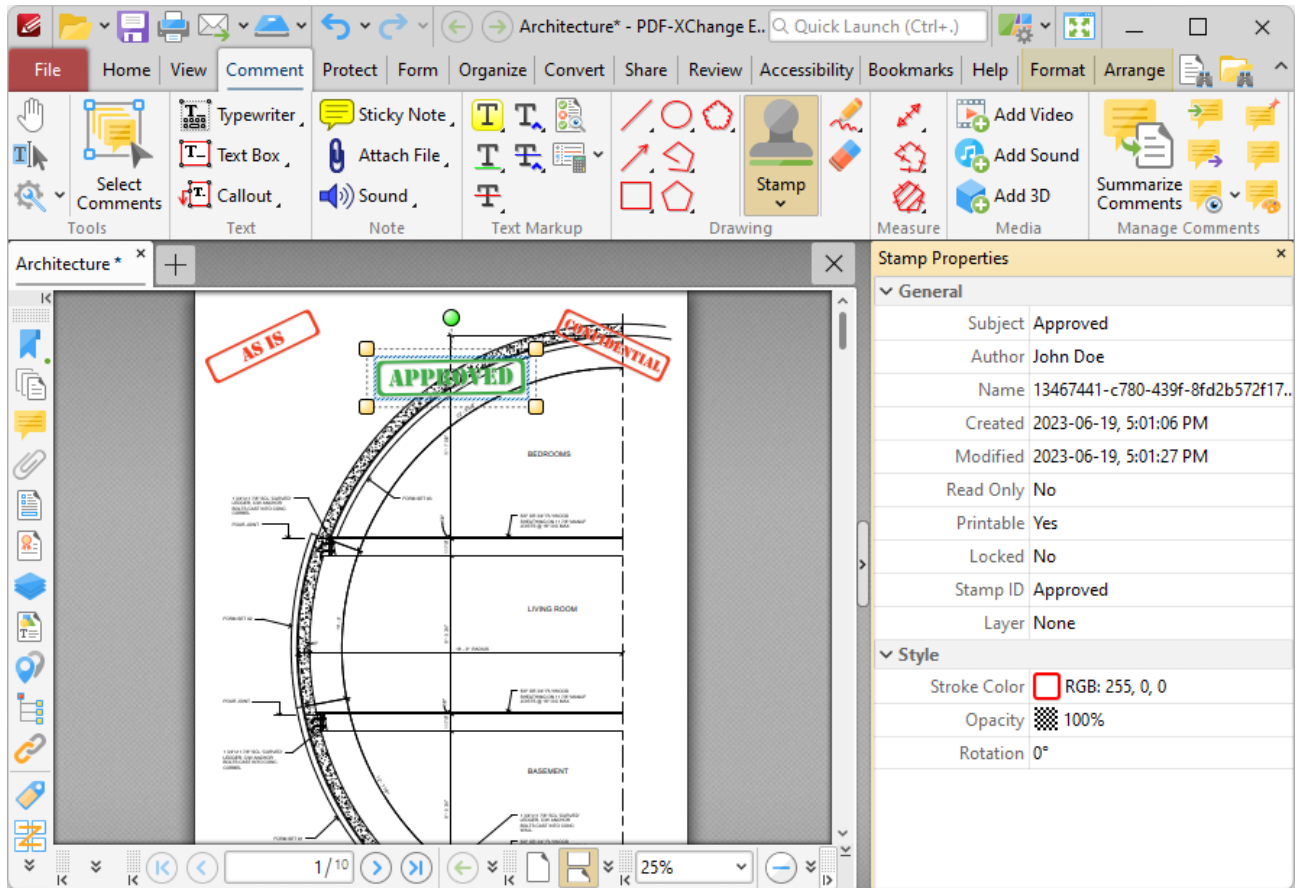 Architecture* - PDF-XChange E..
Quick Launch (Ctrl+.)
File Home View Comment Protect Form Organize Convert Share Review Accessibility Bookmarks Help Format Arrange
Typewriter
Text Box
Callout
Sticky Note
Attach File
Sound
Select
Comments
Stamp
Add Video
Add Sound
Add 3D
Summarize
Comments
Tools Text Note Text Markup Drawing Measure Media Manage Comments
Architecture *
AS IS
CONFIDENTIAL
APPROVED
BEDROOMS
LIVING ROOM
BASEMENT
1/10
25%
Stamp Properties
General
Subject Approved
Author John Doe
Name 13467441-c780-439f-8fd2b572f17...
Created 2023-06-19, 5:01:06 PM
Modified 2023-06-19, 5:01:27 PM
Read Only No
Printable Yes
Locked No
Stamp ID Approved
Layer None
Style
Stroke Color RGB: 255, 0, 0
Opacity 100%
Rotation 0°